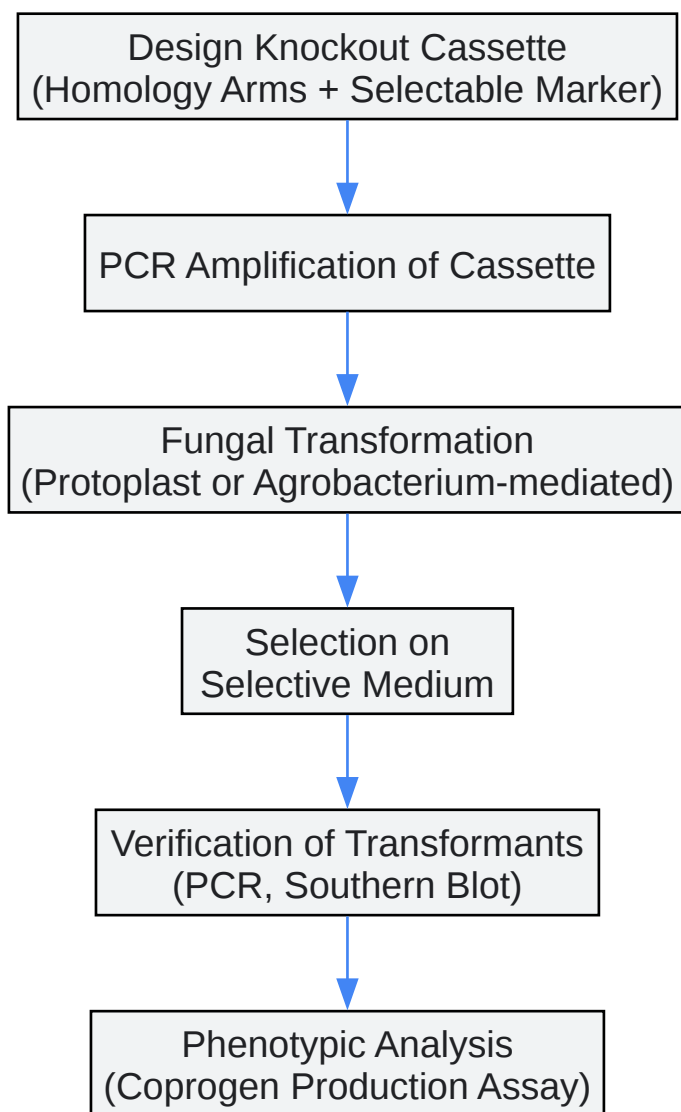 Design Knockout Cassette
(Homology Arms + Selectable Marker)
PCR Amplification of Cassette
Fungal Transformation
(Protoplast or Agrobacterium-mediated)
Selection on
Selective Medium
Verification of Transformants
(PCR, Southern Blot)
Phenotypic Analysis
(Coprogen Production Assay)